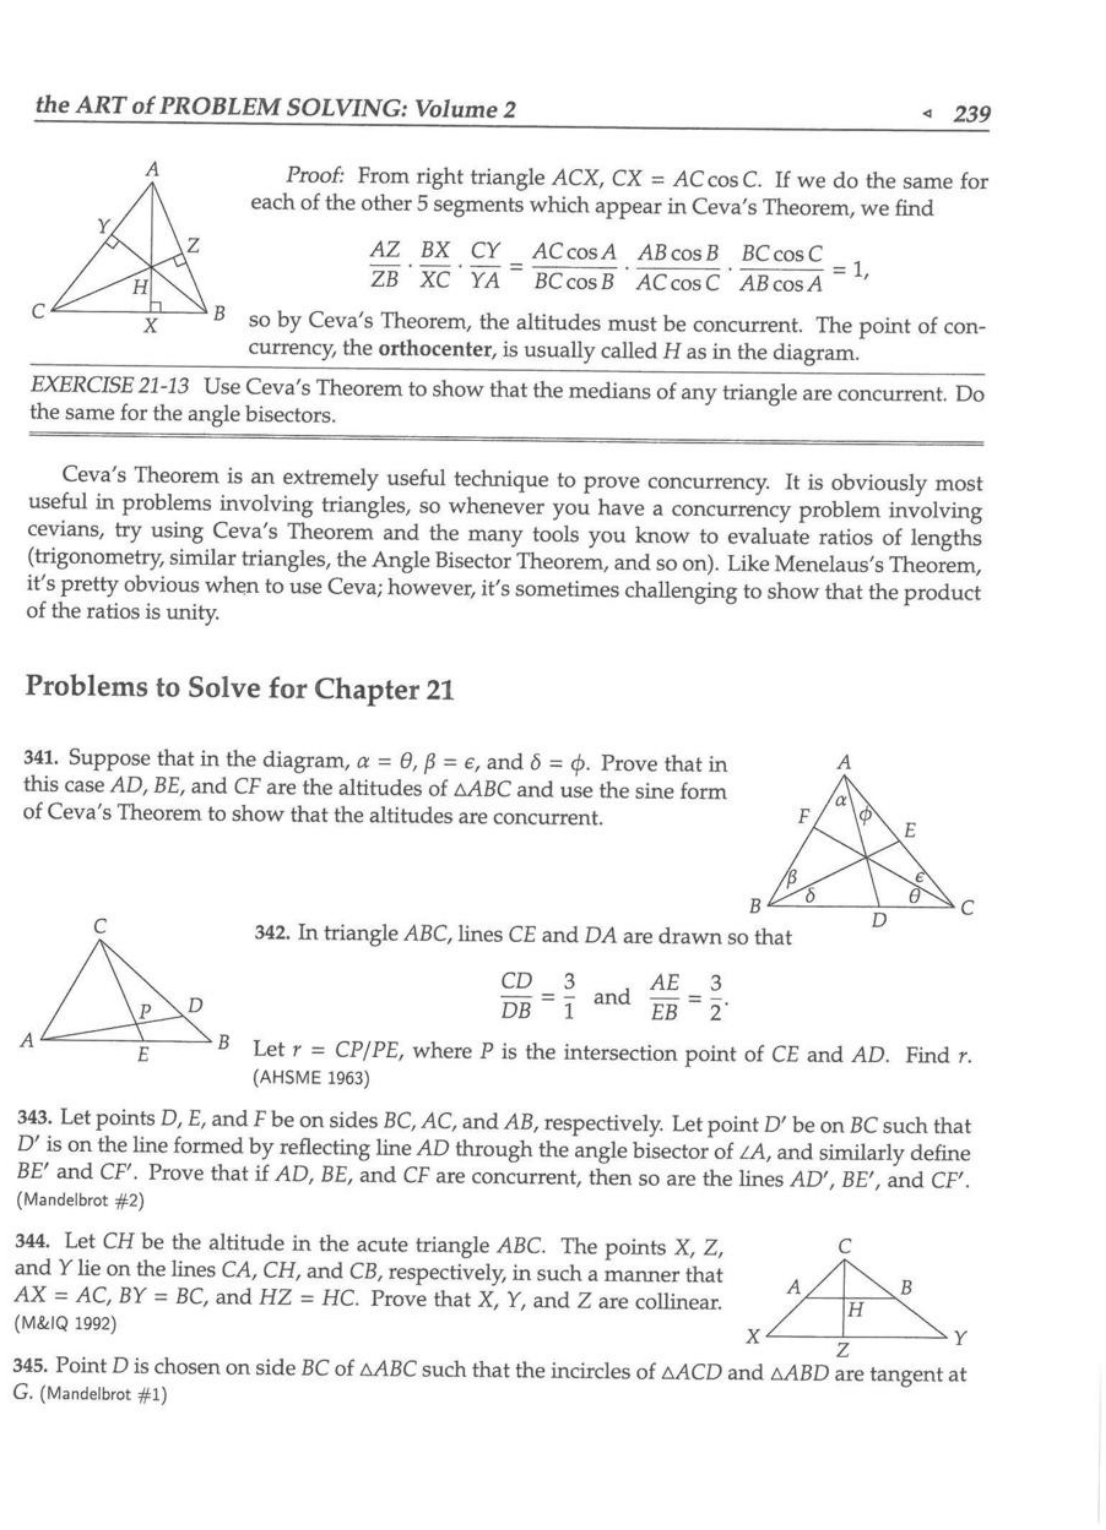 the ART of PROBLEM SOLVING: Volume 2 ◃ 239
A
Y
Z
H
C
B
X
Proof: From right triangle ACX, CX = AC cos C. If we do the same for
each of the other 5 segments which appear in Ceva's Theorem, we find
AZ/ZB · BX/XC · CY/YA = AC cos A/BC cos B · AB cos B/AC cos C · BC cos C/AB cos A = 1,
so by Ceva's Theorem, the altitudes must be concurrent. The point of con-
currency, the orthocenter, is usually called H as in the diagram.
EXERCISE 21-13 Use Ceva's Theorem to show that the medians of any triangle are concurrent. Do
the same for the angle bisectors.
Ceva's Theorem is an extremely useful technique to prove concurrency. It is obviously most
useful in problems involving triangles, so whenever you have a concurrency problem involving
cevians, try using Ceva's Theorem and the many tools you know to evaluate ratios of lengths
(trigonometry, similar triangles, the Angle Bisector Theorem, and so on). Like Menelaus's Theorem,
it's pretty obvious when to use Ceva; however, it's sometimes challenging to show that the product
of the ratios is unity.
Problems to Solve for Chapter 21
341. Suppose that in the diagram, α = θ, β = ϵ, and δ = ϕ. Prove that in
this case AD, BE, and CF are the altitudes of △ABC and use the sine form
of Ceva's Theorem to show that the altitudes are concurrent.
A
α
ϕ
F
E
β
δ
ϵ
θ
B
C
D
342. In triangle ABC, lines CE and DA are drawn so that
CD/DB = 3/1 and AE/EB = 3/2.
C
P
D
A
B
E
Let r = CP/PE, where P is the intersection point of CE and AD. Find r.
(AHSME 1963)
343. Let points D, E, and F be on sides BC, AC, and AB, respectively. Let point D′ be on BC such that
D′ is on the line formed by reflecting line AD through the angle bisector of ∠A, and similarly define
BE′ and CF′. Prove that if AD, BE, and CF are concurrent, then so are the lines AD′, BE′, and CF′.
(Mandelbrot #2)
344. Let CH be the altitude in the acute triangle ABC. The points X, Z,
and Y lie on the lines CA, CH, and CB, respectively, in such a manner that
AX = AC, BY = BC, and HZ = HC. Prove that X, Y, and Z are collinear.
(M&IQ 1992)
C
A
B
H
X
Y
Z
345. Point D is chosen on side BC of △ABC such that the incircles of △ACD and △ABD are tangent at
G. (Mandelbrot #1)